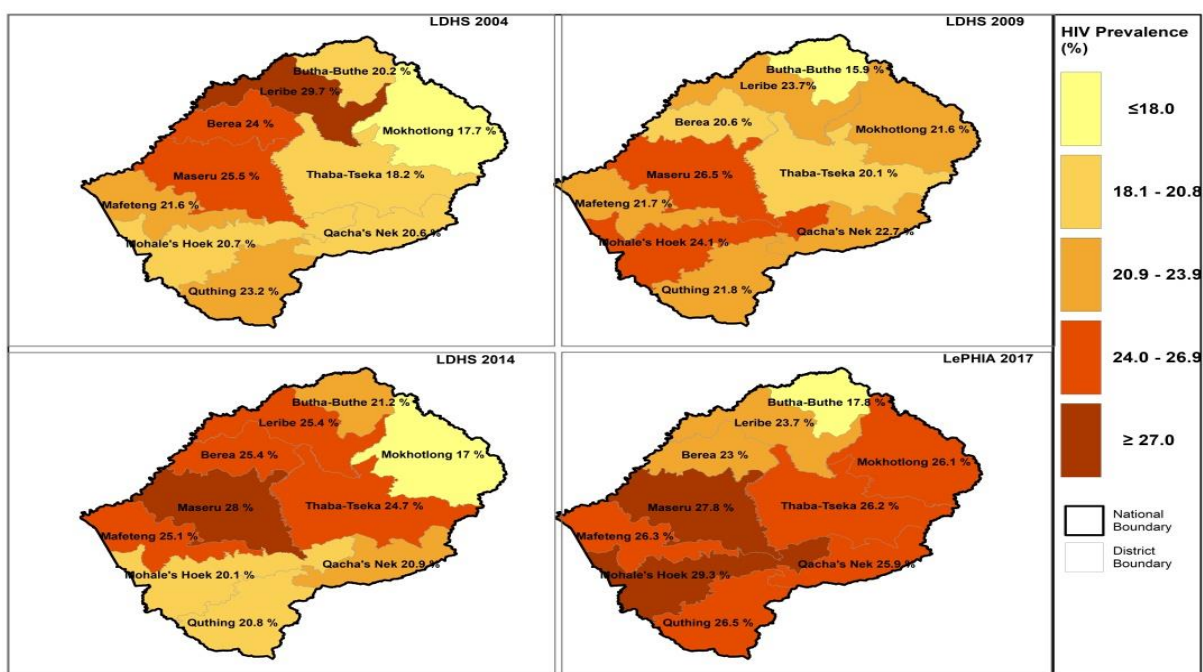 LDHS 2004
Butha-Buthe 20.2 %
Leribe 29.7 %
Berea 24 %
Mokhotlong 17.7 %
Maseru 25.5 %
Thaba-Tseka 18.2 %
Mafeteng 21.6 %
Qacha's Nek 20.6 %
Mohale's Hoek 20.7 %
Quthing 23.2 %
LDHS 2009
Butha-Buthe 15.9 %
Leribe 23.7%
Berea 20.6 %
Mokhotlong 21.6 %
Maseru 26.5 %
Thaba-Tseka 20.1 %
Mafeteng 21.7 %
Qacha's Nek 22.7 %
Mohale's Hoek 24.1 %
Quthing 21.8 %
LDHS 2014
Butha-Buthe 21.2 %
Leribe 25.4 %
Berea 25.4 %
Mokhotlong 17 %
Maseru 28 %
Thaba-Tseka 24.7 %
Mafeteng 25.1 %
Qacha's Nek 20.9 %
Mohale's Hoek 20.1 %
Quthing 20.8 %
LePHIA 2017
Butha-Buthe 17.8 %
Leribe 23.7 %
Berea 23 %
Mokhotlong 26.1 %
Maseru 27.8 %
Thaba-Tseka 26.2 %
Mafeteng 26.3 %
Qacha's Nek 25.9 %
Mohale's Hoek 29.3 %
Quthing 26.5 %
HIV Prevalence
(%)
≤18.0
18.1 - 20.8
20.9 - 23.9
24.0 - 26.9
≥ 27.0
National
Boundary
District
Boundary